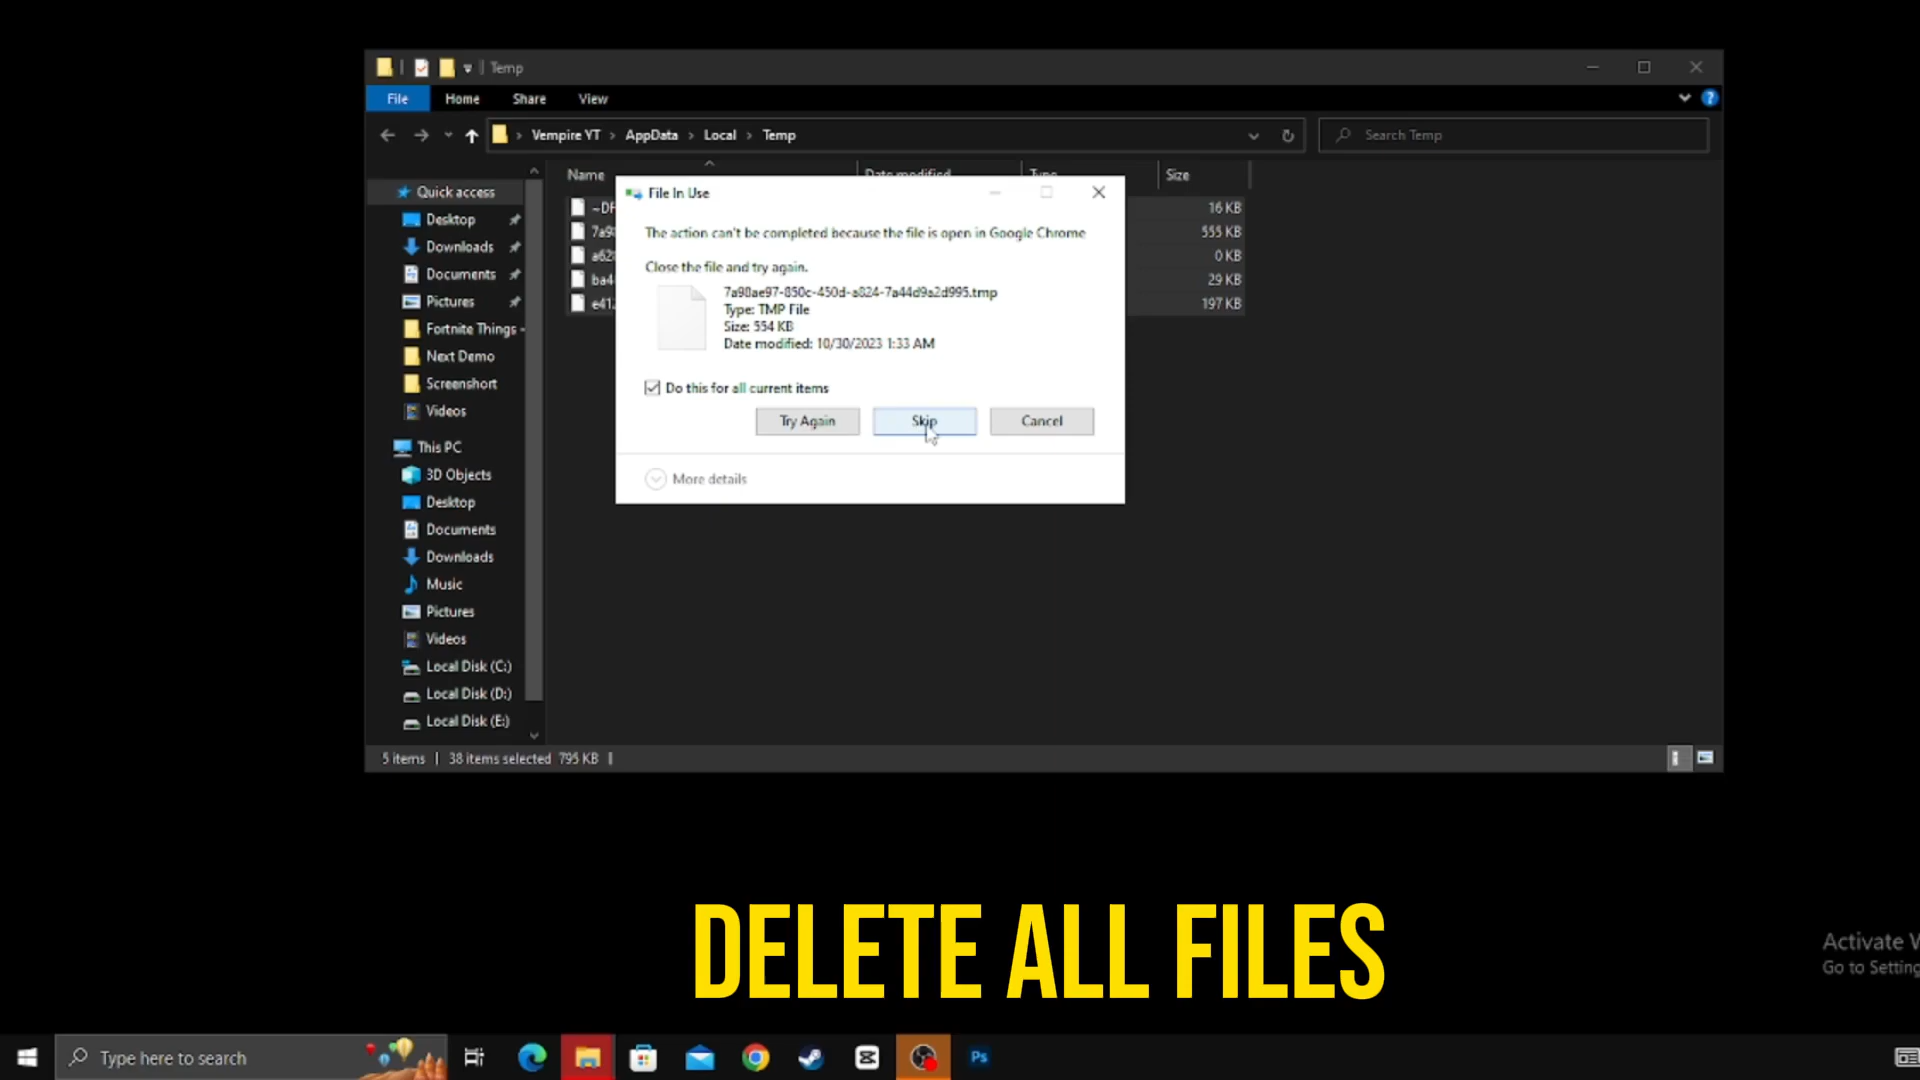 Temp
File Home Share View
Vempire YT > AppData > Local > Temp
Search Temp
Name
Size
Quick access
Desktop
Downloads
Documents
Pictures
Fortnite Things -
Next Demo
Screenshort
Videos
This PC
3D Objects
Desktop
Documents
Downloads
Music
Pictures
Videos
Local Disk (C:)
Local Disk (D:)
Local Disk (E:)
16 KB
555 KB
0 KB
29 KB
197 KB
File In Use
The action can't be completed because the file is open in Google Chrome
Close the file and try again.
7a98ae97-850c-450d-a824-7a44d9a2d995.tmp
Type: TMP File
Size: 554 KB
Date modified: 10/30/2023 1:33 AM
Do this for all current items
Try Again Skip Cancel
More details
5 items | 38 items selected 795 KB |
DELETE ALL FILES
Activate
Go to Setting
Type here to search
Ps